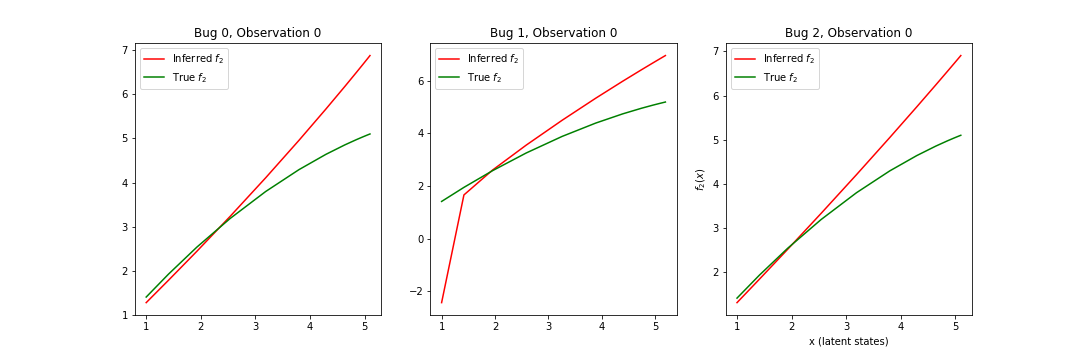 Bug 0, Observation 0
Inferred f₂
True f₂
7
6
5
4
3
2
1
1 2 3 4 5
Bug 1, Observation 0
Inferred f₂
True f₂
6
4
2
0
−2
1 2 3 4 5
Bug 2, Observation 0
Inferred f₂
True f₂
f₂(x)
7
6
5
4
3
2
1 2 3 4 5
x (latent states)